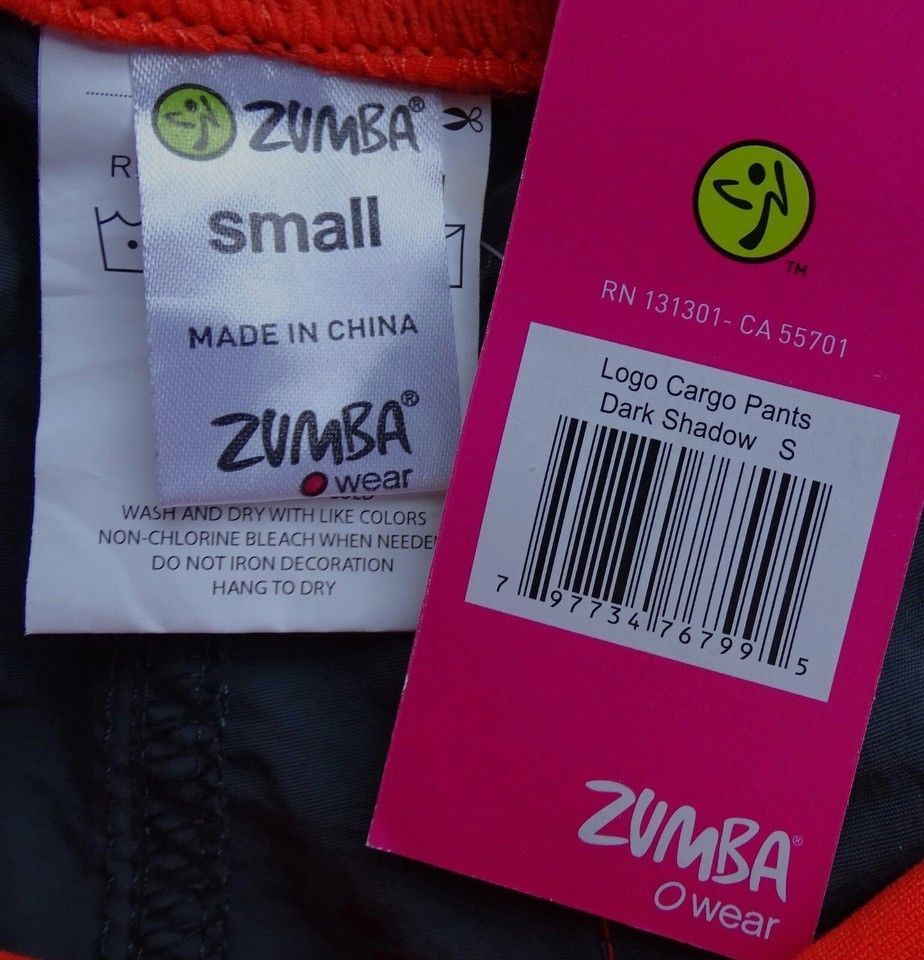 ZUMBA®
small
MADE IN CHINA
ZUMBA®
wear
WASH AND DRY WITH LIKE COLORS
NON-CHLORINE BLEACH WHEN
DO NOT IRON DECORATION
HANG TO DRY
TM
RN 131301- CA 55701
Logo Cargo Pants
Dark Shadow S
7 97734 76799 5
ZUMBA®
wear